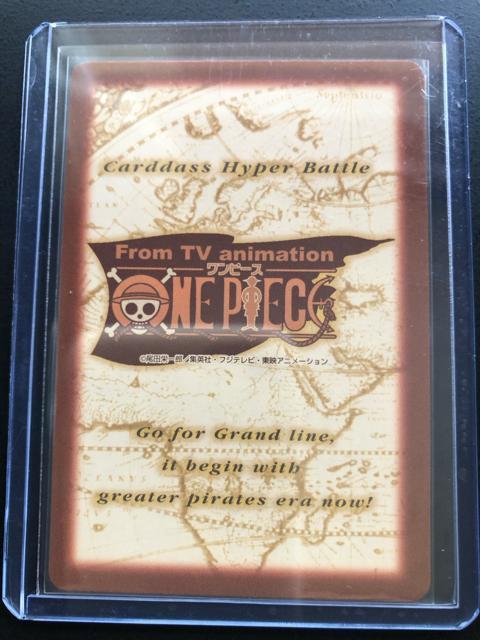 Septentrio
Carddass Hyper Battle
From TV animation
ワンピース
ONE PIECE
©尾田栄一郎/集英社・フジテレビ・東映アニメーション
Go for Grand line,
it begin with
greater pirates era now!